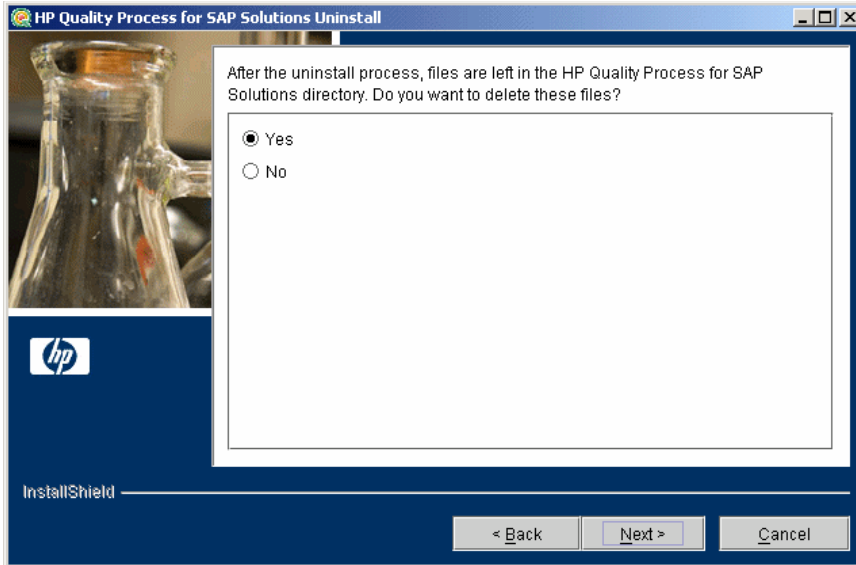 HP Quality Process for SAP Solutions Uninstall
After the uninstall process, files are left in the HP Quality Process for SAP
Solutions directory. Do you want to delete these files?
Yes
No
hp
InstallShield
< Back
Next >
Cancel